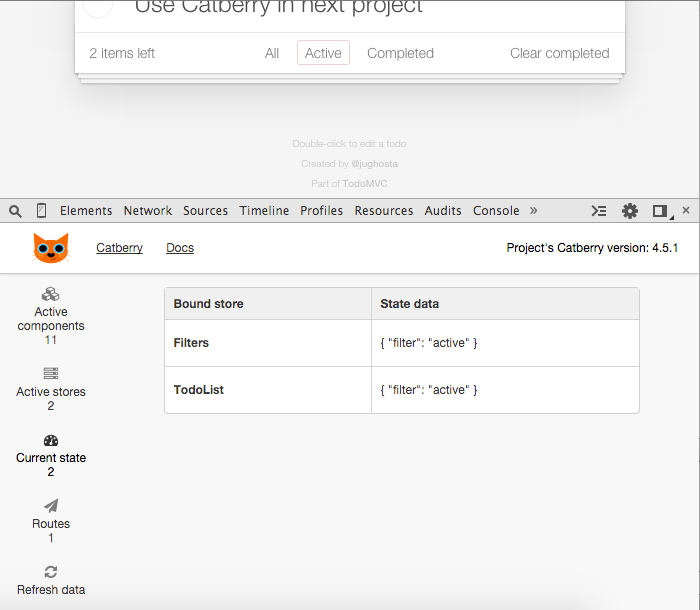 Use Catberry in next project
2 items left All Active Completed Clear completed
Double-click to edit a todo
Created by @jughosta
Part of TodoMVC
Elements Network Sources Timeline Profiles Resources Audits Console »
Catberry Docs Project's Catberry version: 4.5.1
Active
components
11
Active stores
2
Current state
2
Routes
1
Refresh data
Bound store State data
Filters { "filter": "active" }
TodoList { "filter": "active" }